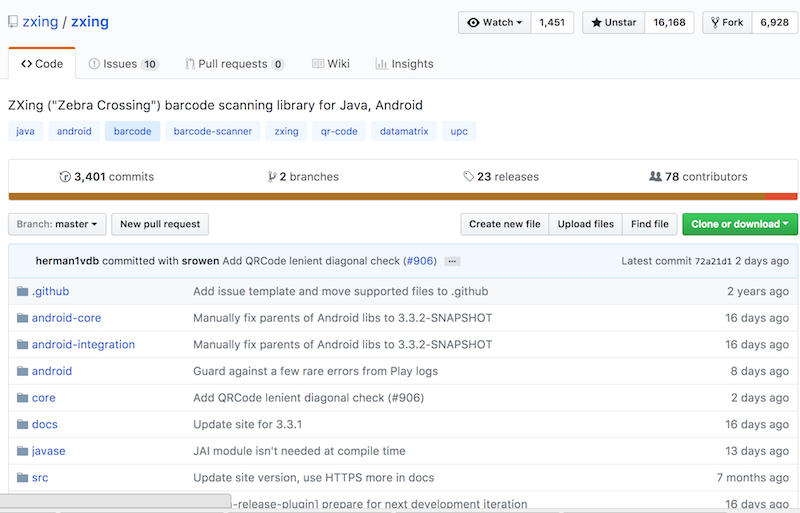 zxing / zxing
Watch 1,451 Unstar 16,168 Fork 6,928
<> Code Issues 10 Pull requests 0 Wiki Insights
ZXing ("Zebra Crossing") barcode scanning library for Java, Android
java android barcode barcode-scanner zxing qr-code datamatrix upc
3,401 commits 2 branches 23 releases 78 contributors
Branch: master New pull request Create new file Upload files Find file Clone or download
herman1vdb committed with srowen Add QRCode lenient diagonal check (#906) ... Latest commit 72a21d1 2 days ago
.github Add issue template and move supported files to .github 2 years ago
android-core Manually fix parents of Android libs to 3.3.2-SNAPSHOT 16 days ago
android-integration Manually fix parents of Android libs to 3.3.2-SNAPSHOT 16 days ago
android Guard against a few rare errors from Play logs 8 days ago
core Add QRCode lenient diagonal check (#906) 2 days ago
docs Update site for 3.3.1 16 days ago
javase JAI module isn't needed at compile time 13 days ago
src Update site version, use HTTPS more in docs 7 months ago
-release-plugin] prepare for next development iteration 16 days ago